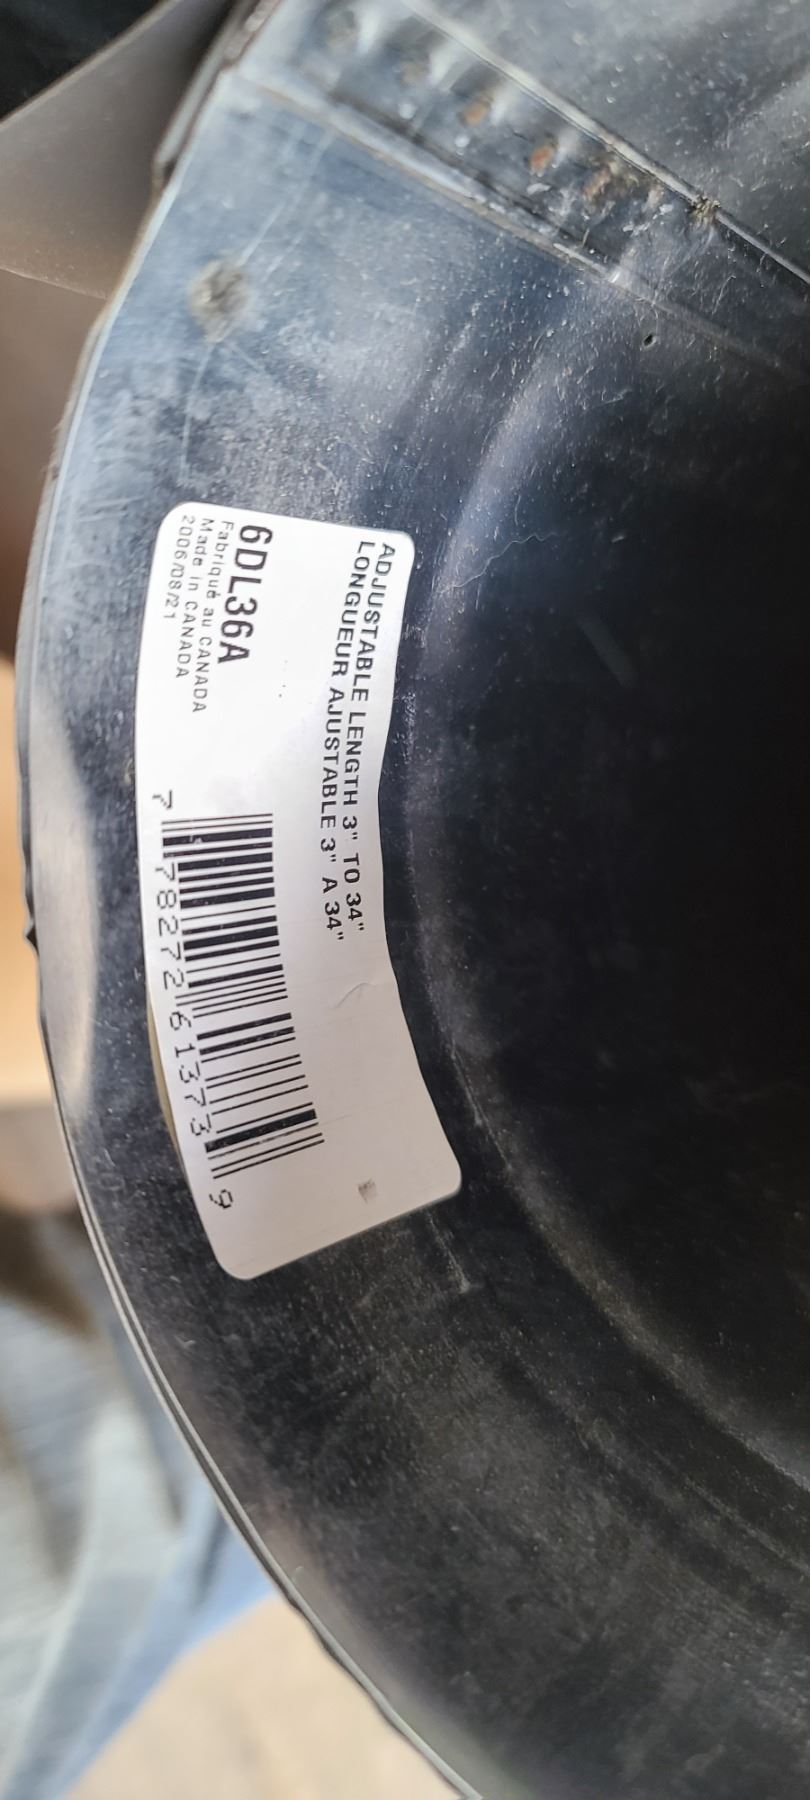 ADJUSTABLE LENGTH 3" TO 34"
LONGUEUR AJUSTABLE 3" A 34"
6DL36A
Fabriqué au CANADA
Made in CANADA
2006/08/21
7 78272 61373 9